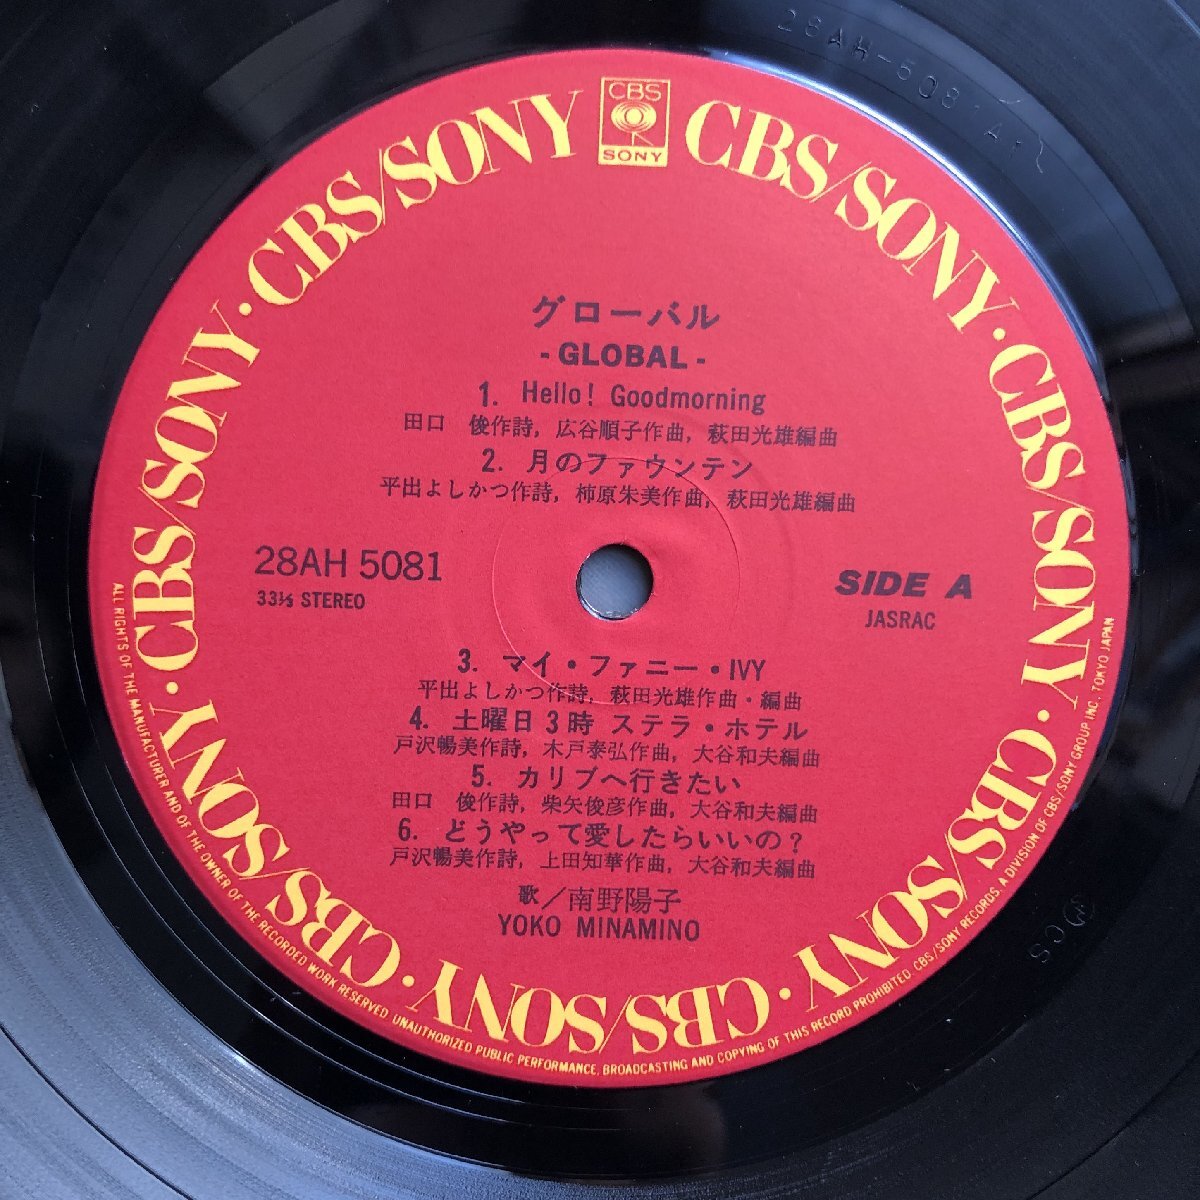 CBS
SONY
CBS/SONY・CBS/SONY・CBS/SONY・CBS/SONY・CBS/SONY・CBS/SONY・CBS/SONY・CBS/SONY
グローバル
-GLOBAL-
1. Hello! Goodmorning
田口 俊作詩, 広谷順子作曲, 萩田光雄編曲
2. 月のファウンテン
平出よしかつ作詩, 柿原朱美作曲, 萩田光雄編曲
28AH 5081
33⅓ STEREO
SIDE A
JASRAC
3. マイ・ファニー・IVY
平出よしかつ作詩, 萩田光雄作曲・編曲
4. 土曜日3時 ステラ・ホテル
戸沢暢美作詩, 木戸泰弘作曲, 大谷和夫編曲
5. カリブへ行きたい
田口 俊作詩, 柴矢俊彦作曲, 大谷和夫編曲
6. どうやって愛したらいいの?
戸沢暢美作詩, 上田知華作曲, 大谷和夫編曲
歌/南野陽子
YOKO MINAMINO
ALL RIGHTS OF THE MANUFACTURER AND OF THE OWNER OF THE RECORDED WORK RESERVED. UNAUTHORIZED PUBLIC PERFORMANCE, BROADCASTING AND COPYING OF THIS RECORD PROHIBITED. CBS/SONY RECORDS, A DIVISION OF CBS/SONY GROUP INC. TOKYO JAPAN
28AH-5081